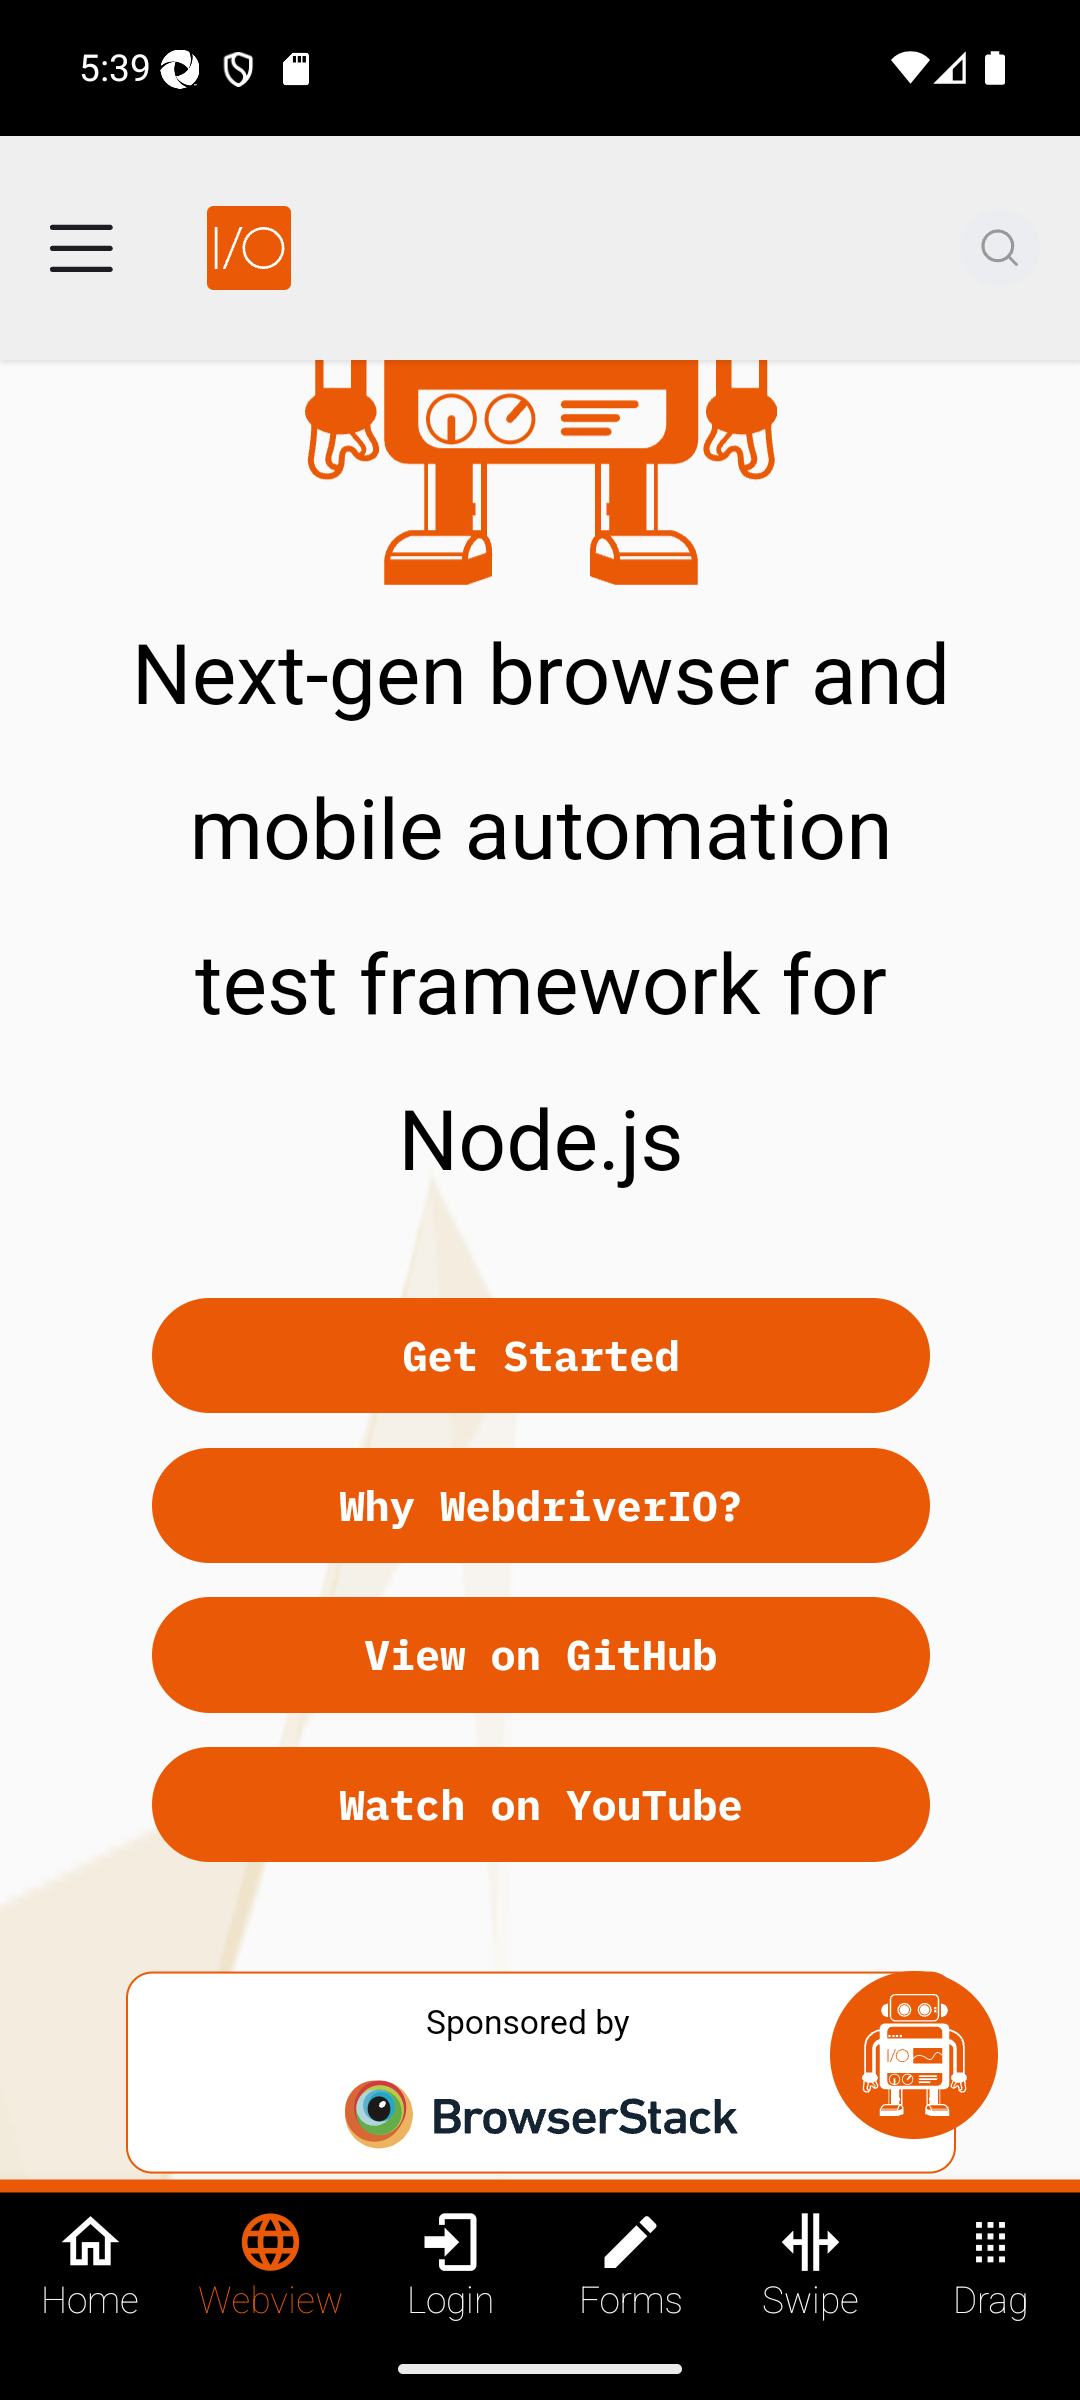 5:39
I/O
Next-gen browser and
mobile automation
test framework for
Node.js
Get Started
Why WebdriverIO?
View on GitHub
Watch on YouTube
Sponsored by
BrowserStack
I/O
Home Webview Login Forms Swipe Drag